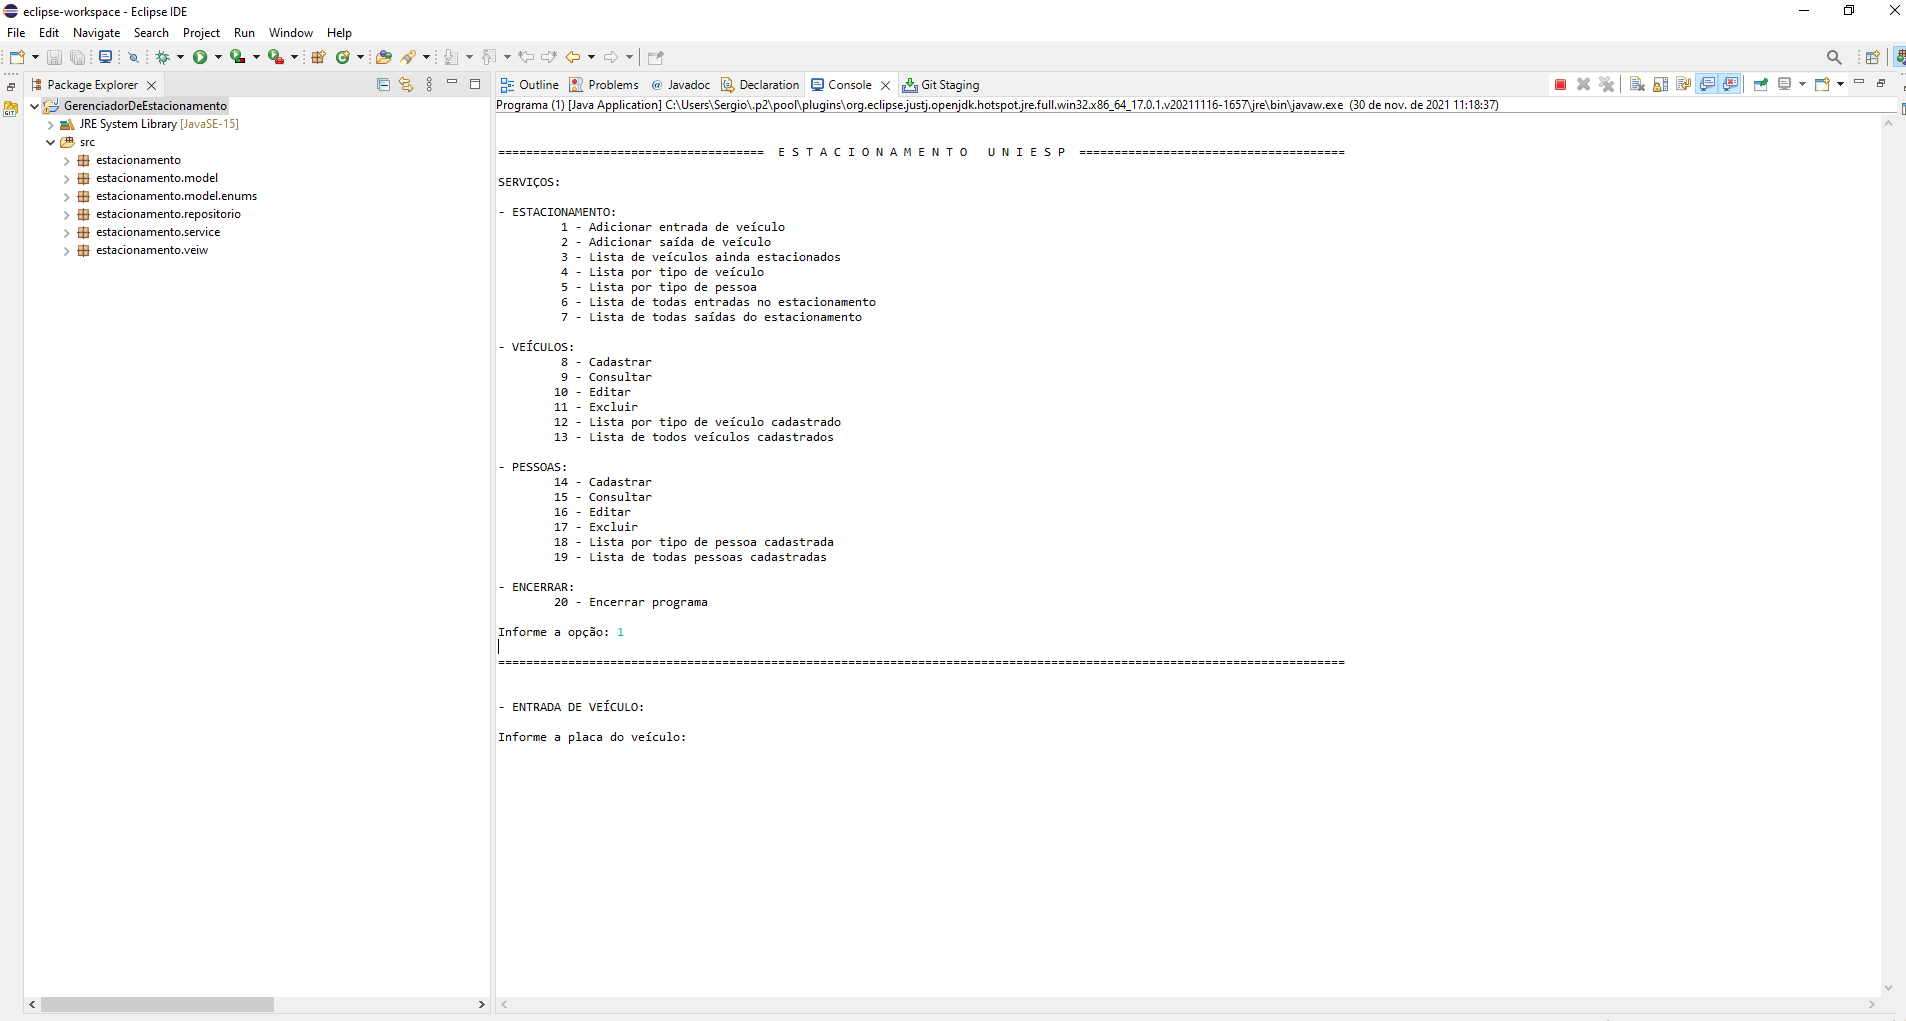 eclipse-workspace - Eclipse IDE
File Edit Navigate Search Project Run Window Help
Package Explorer
GerenciadorDeEstacionamento
JRE System Library [JavaSE-15]
src
estacionamento
estacionamento.model
estacionamento.model.enums
estacionamento.repositorio
estacionamento.service
estacionamento.veiw
Outline Problems @ Javadoc Declaration Console Git Staging
Programa (1) [Java Application] C:\Users\Sergio\.p2\pool\plugins\org.eclipse.justj.openjdk.hotspot.jre.full.win32.x86_64_17.0.1.v20211116-1657\jre\bin\javaw.exe (30 de nov. de 2021 11:18:37)
====================================== E S T A C I O N A M E N T O   U N I E S P ======================================
SERVIÇOS:
- ESTACIONAMENTO:
1 - Adicionar entrada de veículo
2 - Adicionar saída de veículo
3 - Lista de veículos ainda estacionados
4 - Lista por tipo de veículo
5 - Lista por tipo de pessoa
6 - Lista de todas entradas no estacionamento
7 - Lista de todas saídas do estacionamento
- VEÍCULOS:
8 - Cadastrar
9 - Consultar
10 - Editar
11 - Excluir
12 - Lista por tipo de veículo cadastrado
13 - Lista de todos veículos cadastrados
- PESSOAS:
14 - Cadastrar
15 - Consultar
16 - Editar
17 - Excluir
18 - Lista por tipo de pessoa cadastrada
19 - Lista de todas pessoas cadastradas
- ENCERRAR:
20 - Encerrar programa
Informe a opção: 1
=========================================================================================================================
- ENTRADA DE VEÍCULO:
Informe a placa do veículo: